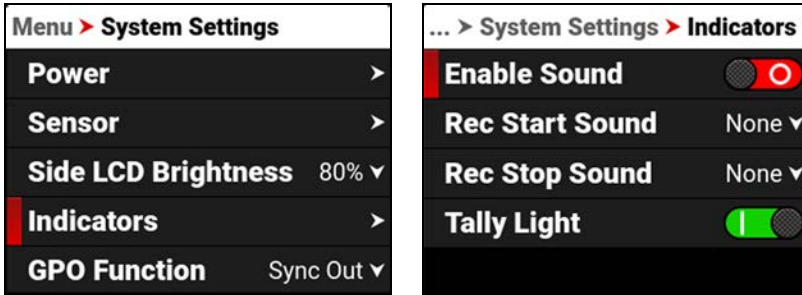 Menu ➤ System Settings
Power ➤
Sensor ➤
Side LCD Brightness 80%
Indicators ➤
GPO Function Sync Out
... ➤ System Settings ➤ Indicators
Enable Sound
Rec Start Sound None
Rec Stop Sound None
Tally Light